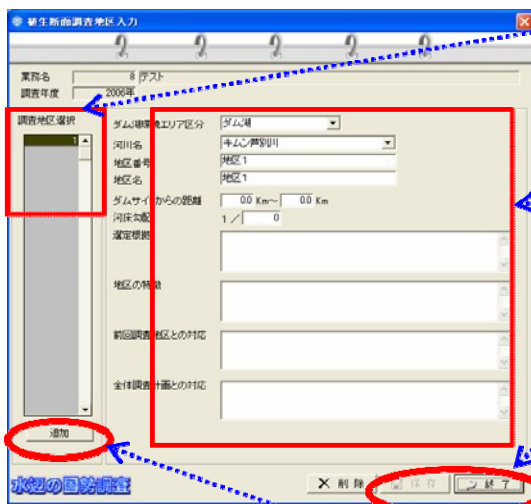 植生断面調査地区入力
業務名 8 テスト
調査年度 2006年
調査地区選択
1
ダム湖環境エリア区分 ダム湖
河川名 キムン芦別川
地区番号 地区1
地区名 地区1
ダムサイトからの距離 0.0 Km～ 0.0 Km
河床勾配 1／ 0
選定根拠
地区の特徴
前回調査地区との対応
全体調査計画との対応
追加
水辺の国勢調査
削除 保存 終了